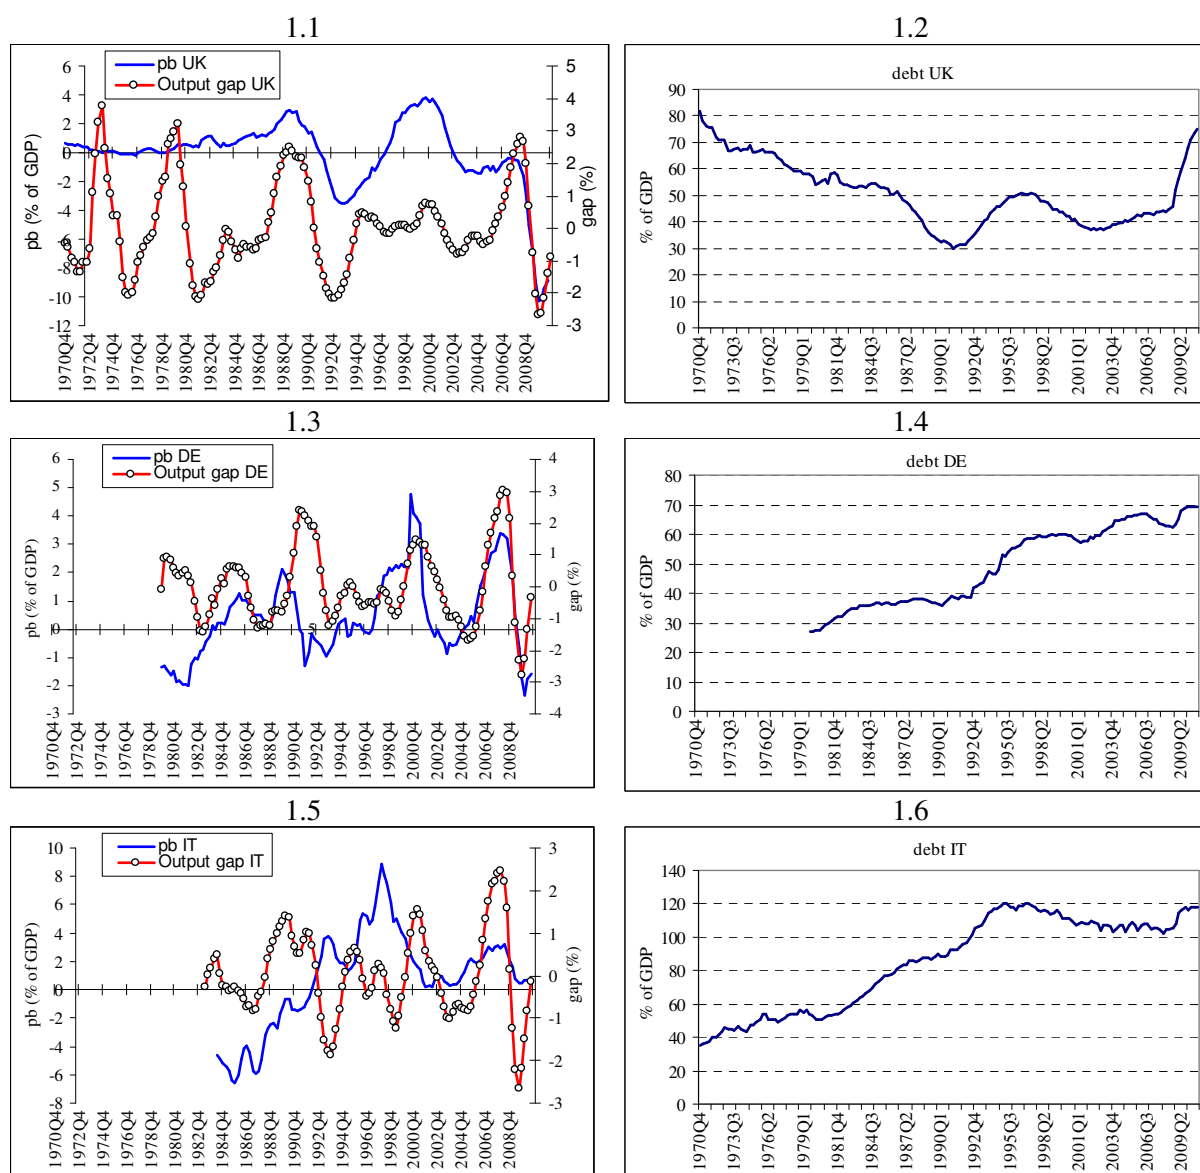 1.1
pb UK
Output gap UK
pb (% of GDP)
6
4
2
0
-2
-4
-6
-8
-10
-12
5
4
3
2
1
0
-1
-2
-3
gap (%)
1970Q4
1972Q4
1974Q4
1976Q4
1978Q4
1980Q4
1982Q4
1984Q4
1986Q4
1988Q4
1990Q4
1992Q4
1994Q4
1996Q4
1998Q4
2000Q4
2002Q4
2004Q4
2006Q4
2008Q4
1.2
debt UK
% of GDP
90
80
70
60
50
40
30
20
10
0
1970Q4
1973Q3
1976Q2
1979Q1
1981Q4
1984Q3
1987Q2
1990Q1
1992Q4
1995Q3
1998Q2
2001Q1
2003Q4
2006Q3
2009Q2
1.3
pb DE
Output gap DE
pb (% of GDP)
6
5
4
3
2
1
0
-1
-2
-3
4
3
2
1
0
-1
-2
-3
-4
gap (%)
5
1970Q4
1972Q4
1974Q4
1976Q4
1978Q4
1980Q4
1982Q4
1984Q4
1986Q4
1988Q4
1990Q4
1992Q4
1994Q4
1996Q4
1998Q4
2000Q4
2002Q4
2004Q4
2006Q4
2008Q4
1.4
debt DE
% of GDP
80
70
60
50
40
30
20
10
0
1970Q4
1973Q3
1976Q2
1979Q1
1981Q4
1984Q3
1987Q2
1990Q1
1992Q4
1995Q3
1998Q2
2001Q1
2003Q4
2006Q3
2009Q2
1.5
pb IT
Output gap IT
pb (% of GDP)
10
8
6
4
2
0
-2
-4
-6
-8
3
2
1
0
-1
-2
-3
gap (%)
1970Q4
1972Q4
1974Q4
1976Q4
1978Q4
1980Q4
1982Q4
1984Q4
1986Q4
1988Q4
1990Q4
1992Q4
1994Q4
1996Q4
1998Q4
2000Q4
2002Q4
2004Q4
2006Q4
2008Q4
1.6
debt IT
% of GDP
140
120
100
80
60
40
20
0
1970Q4
1973Q3
1976Q2
1979Q1
1981Q4
1984Q3
1987Q2
1990Q1
1992Q4
1995Q3
1998Q2
2001Q1
2003Q4
2006Q3
2009Q2